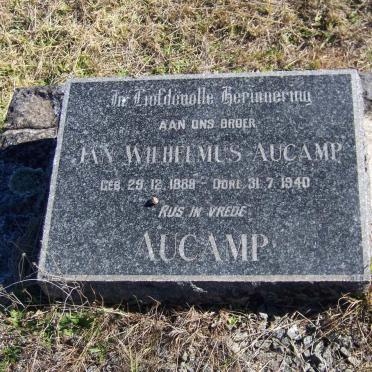 In Liefdevolle Herinnering
AAN ONS BROER
JAN WILHELMUS AUCAMP
GEB. 29. 12. 1888 - OORL. 31. 7. 1940
RUS IN VREDE
AUCAMP